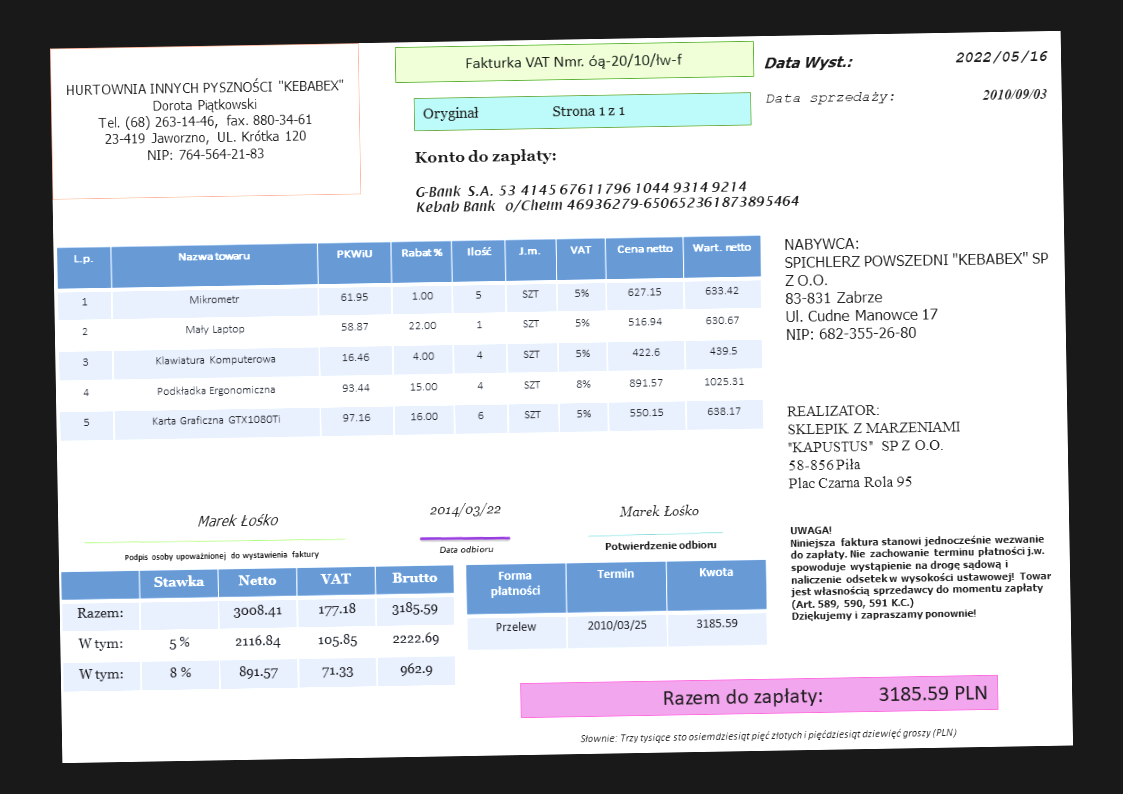 HURTOWNIA INNYCH PYSZNOŚCI "KEBABEX"
Dorota Piątkowski
Tel. (68) 263-14-46, fax. 880-34-61
23-419 Jaworzno, UL. Krótka 120
NIP: 764-564-21-83
Fakturka VAT Nmr. óą-20/10/łw-f
Oryginał Strona 1 z 1
Data Wyst.: 2022/05/16
Data sprzedaży: 2010/09/03
Konto do zapłaty:
G-Bank S.A. 53 4145 6761 1796 1044 9314 9214
Kebab Bank o/Chełm 46936279-650652361873895464
L.p. Nazwa towaru PKWiU Rabat % Ilość J.m. VAT Cena netto Wart. netto
1 Mikrometr 61.95 1.00 5 SZT 5% 627.15 633.42
2 Mały Laptop 58.87 22.00 1 SZT 5% 516.94 630.67
3 Klawiatura Komputerowa 16.46 4.00 4 SZT 5% 422.6 439.5
4 Podkładka Ergonomiczna 93.44 15.00 4 SZT 8% 891.57 1025.31
5 Karta Graficzna GTX1080Ti 97.16 16.00 6 SZT 5% 550.15 638.17
NABYWCA:
SPICHLERZ POWSZEDNI "KEBABEX" SP
Z O.O.
83-831 Zabrze
Ul. Cudne Manowce 17
NIP: 682-355-26-80
REALIZATOR:
SKLEPIK Z MARZENIAMI
"KAPUSTUS" SP Z O.O.
58-856 Piła
Plac Czarna Rola 95
Marek Łośko
Podpis osoby upoważnionej do wystawienia faktury
2014/03/22
Data odbioru
Marek Łośko
Potwierdzenie odbioru
UWAGA!
Niniejsza faktura stanowi jednocześnie wezwanie
do zapłaty. Nie zachowanie terminu płatności j.w.
spowoduje wystąpienie na drogę sądową i
naliczenie odsetek w wysokości ustawowej! Towar
jest własnością sprzedawcy do momentu zapłaty
(Art. 589, 590, 591 K.C.)
Dziękujemy i zapraszamy ponownie!
Stawka Netto VAT Brutto
Razem: 3008.41 177.18 3185.59
W tym: 5 % 2116.84 105.85 2222.69
W tym: 8 % 891.57 71.33 962.9
Forma płatności Termin Kwota
Przelew 2010/03/25 3185.59
Razem do zapłaty: 3185.59 PLN
Słownie: Trzy tysiące sto osiemdziesiąt pięć złotych i pięćdziesiąt dziewięć groszy (PLN)